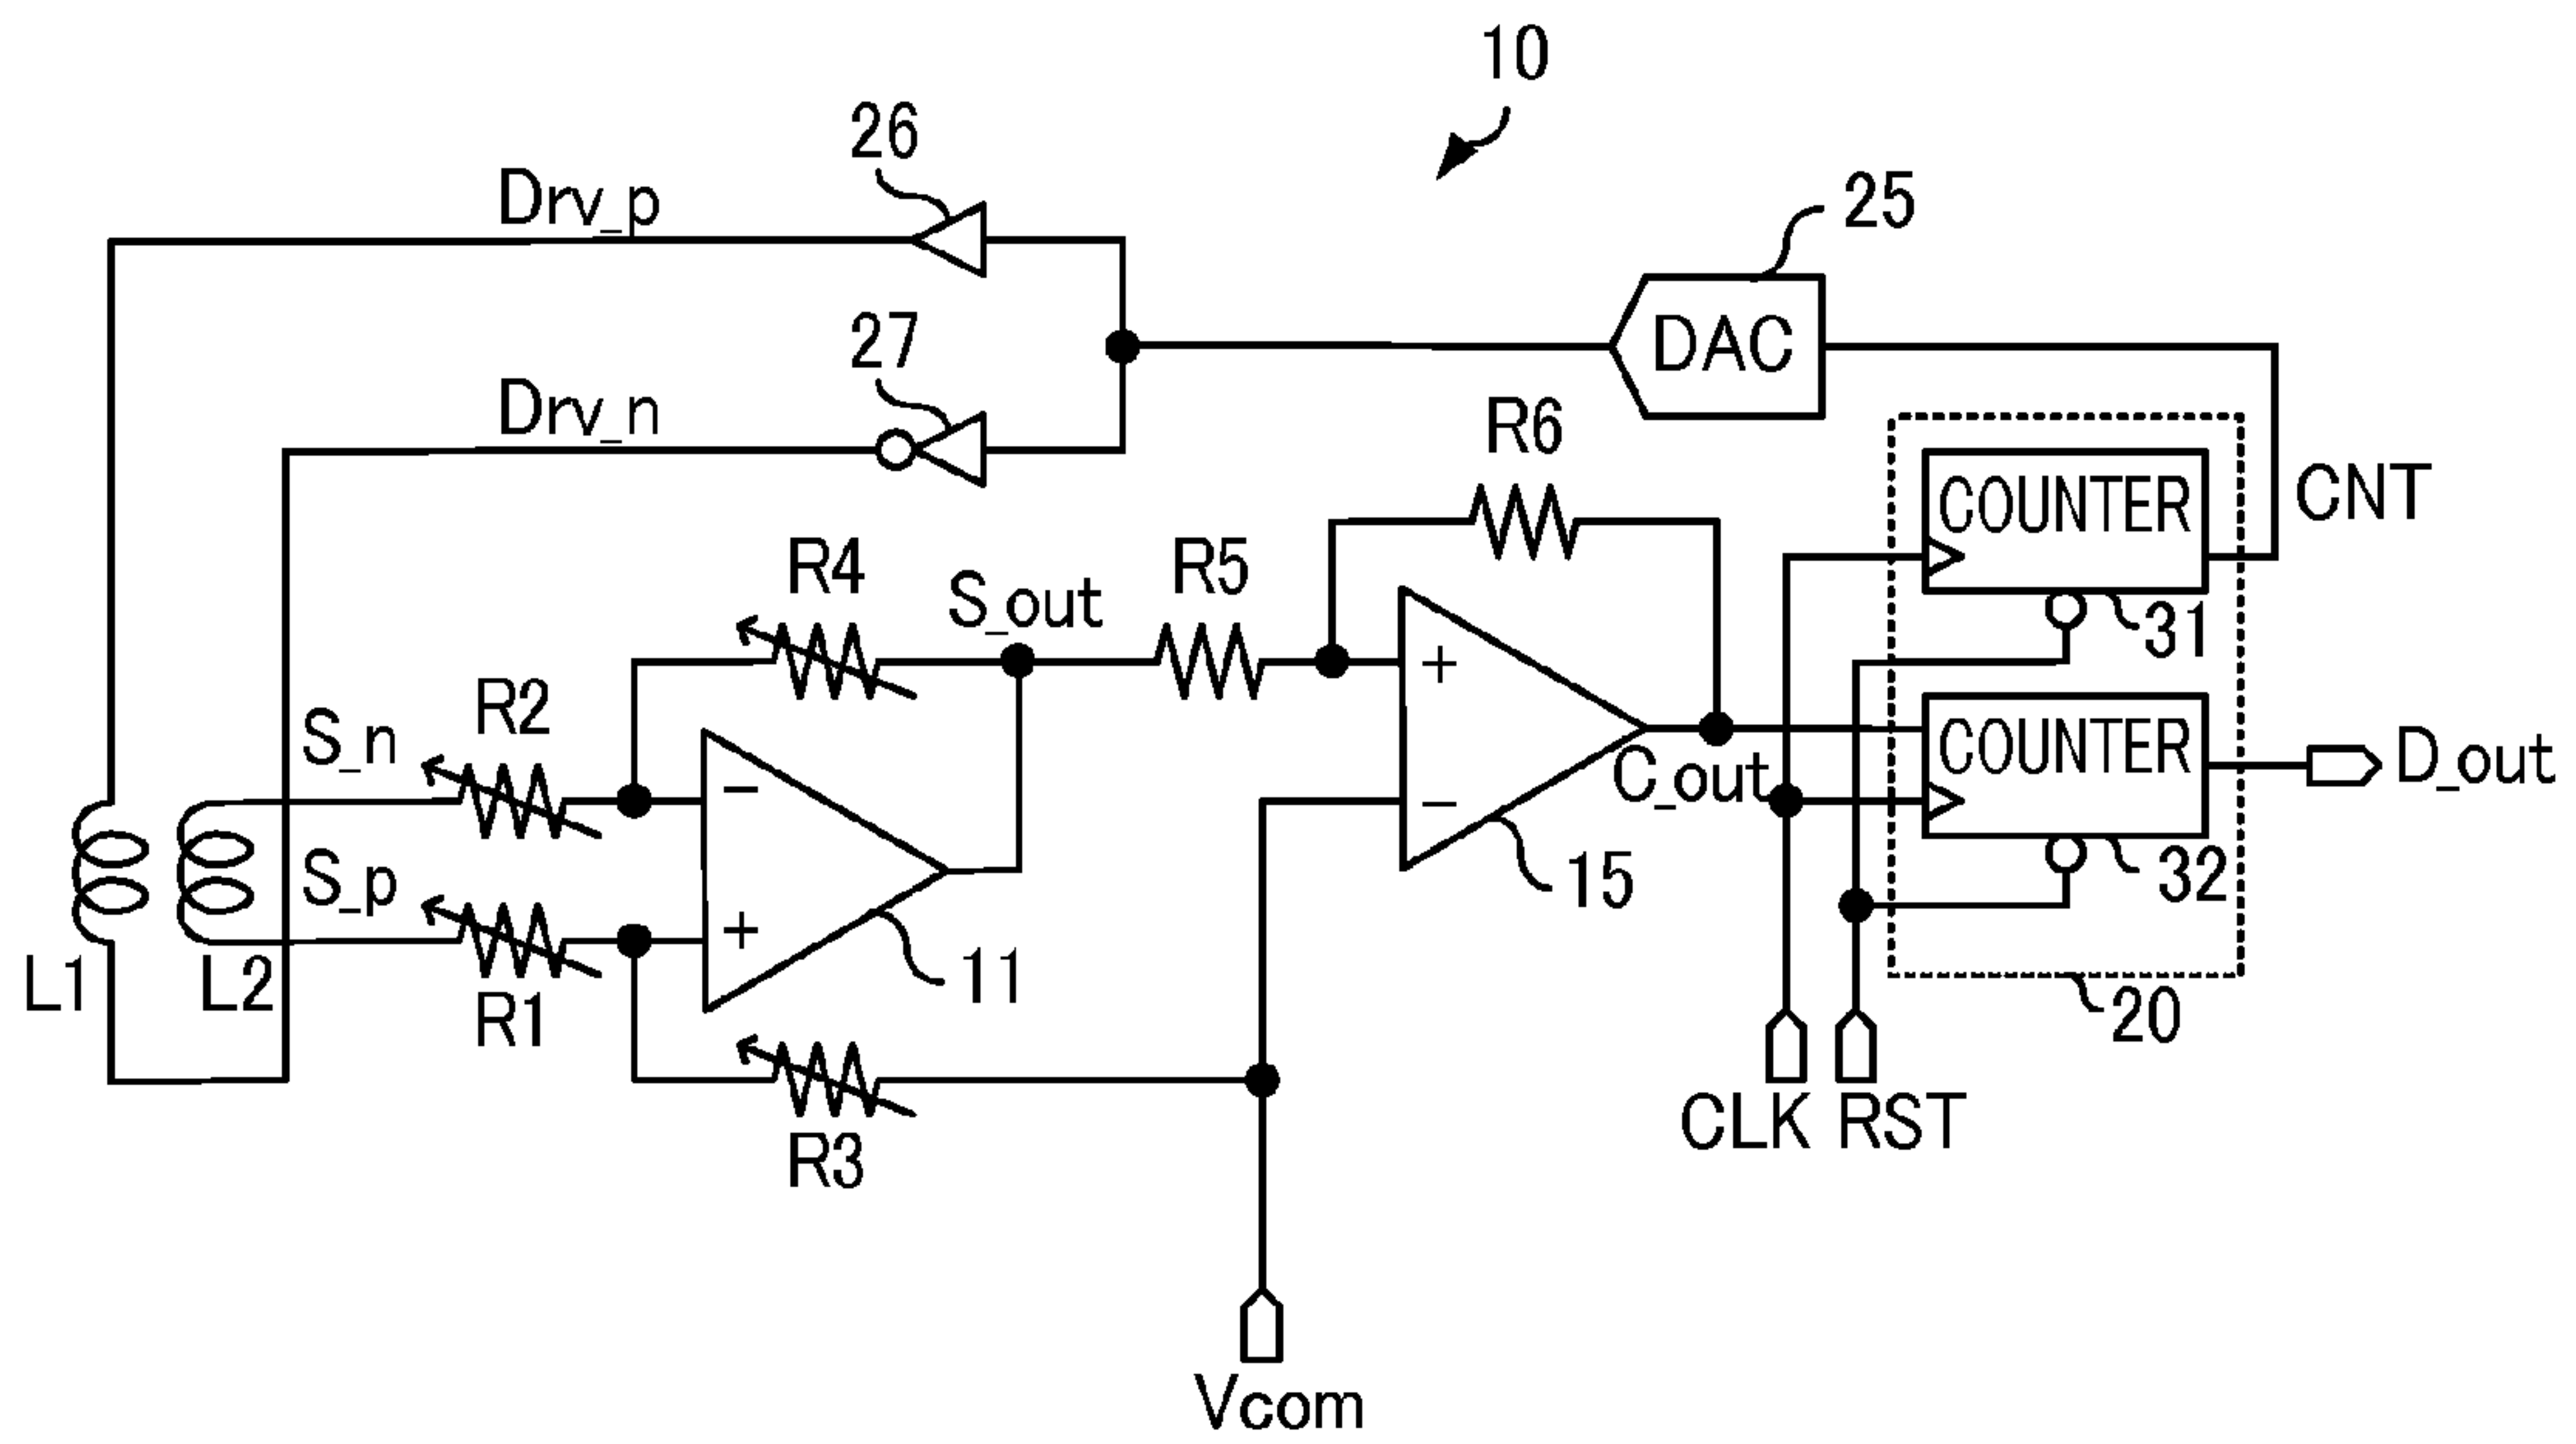 10
26
25
Drv_p
27
DAC
Drv_n
R6
COUNTER
CNT
R4
R5
S_out
31
+
R2
S_n
COUNTER
D_out
C_out
−
−
S_p
32
15
+
11
L1
L2
R1
20
CLK
RST
R3
Vcom